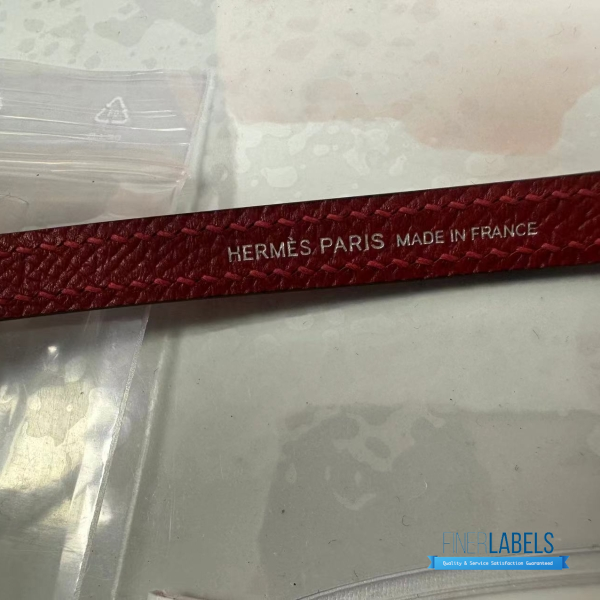 HERMÈS PARIS MADE IN FRANCE
FINERLABELS
Quality & Service Satisfaction Guaranteed